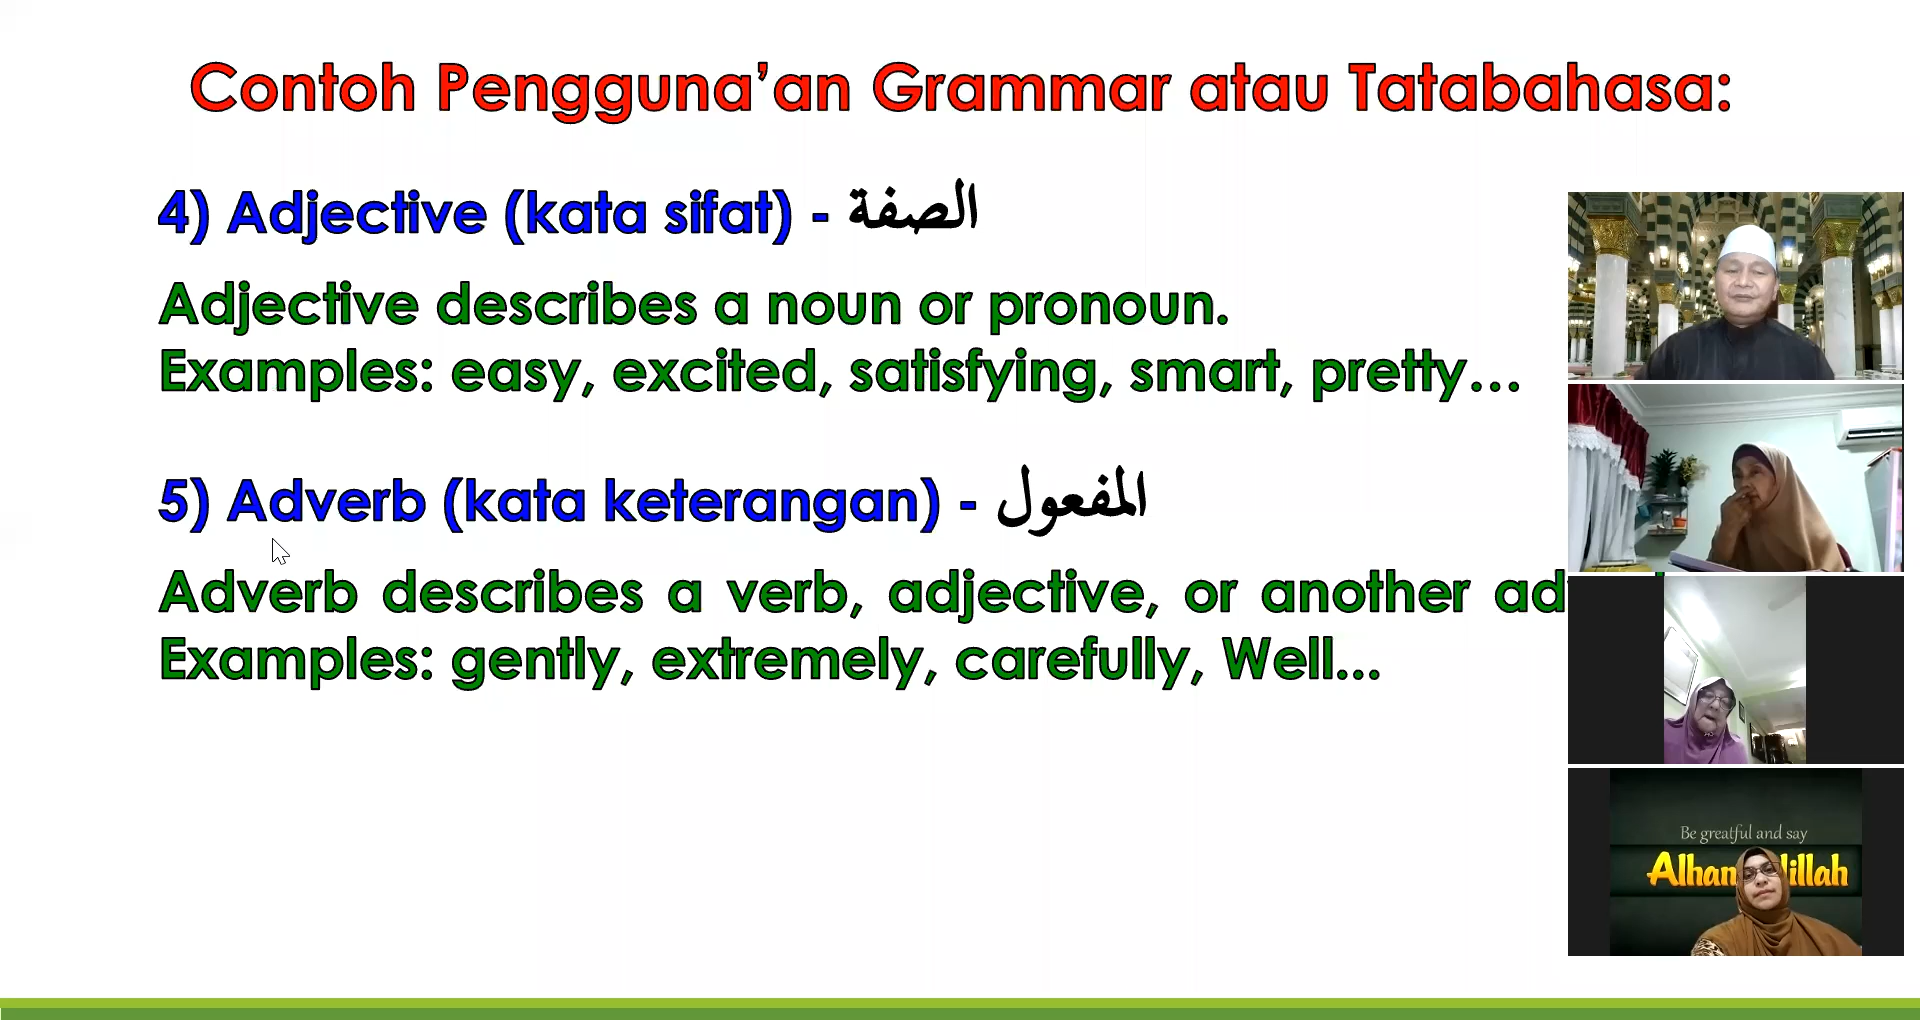 Contoh Pengguna’an Grammar atau Tatabahasa:
4) Adjective (kata sifat) - الصفة
Adjective describes a noun or pronoun.
Examples: easy, excited, satisfying, smart, pretty…
5) Adverb (kata keterangan) - المفعول
Adverb describes a verb, adjective, or another
Examples: gently, extremely, carefully, Well...
Be greatful and say